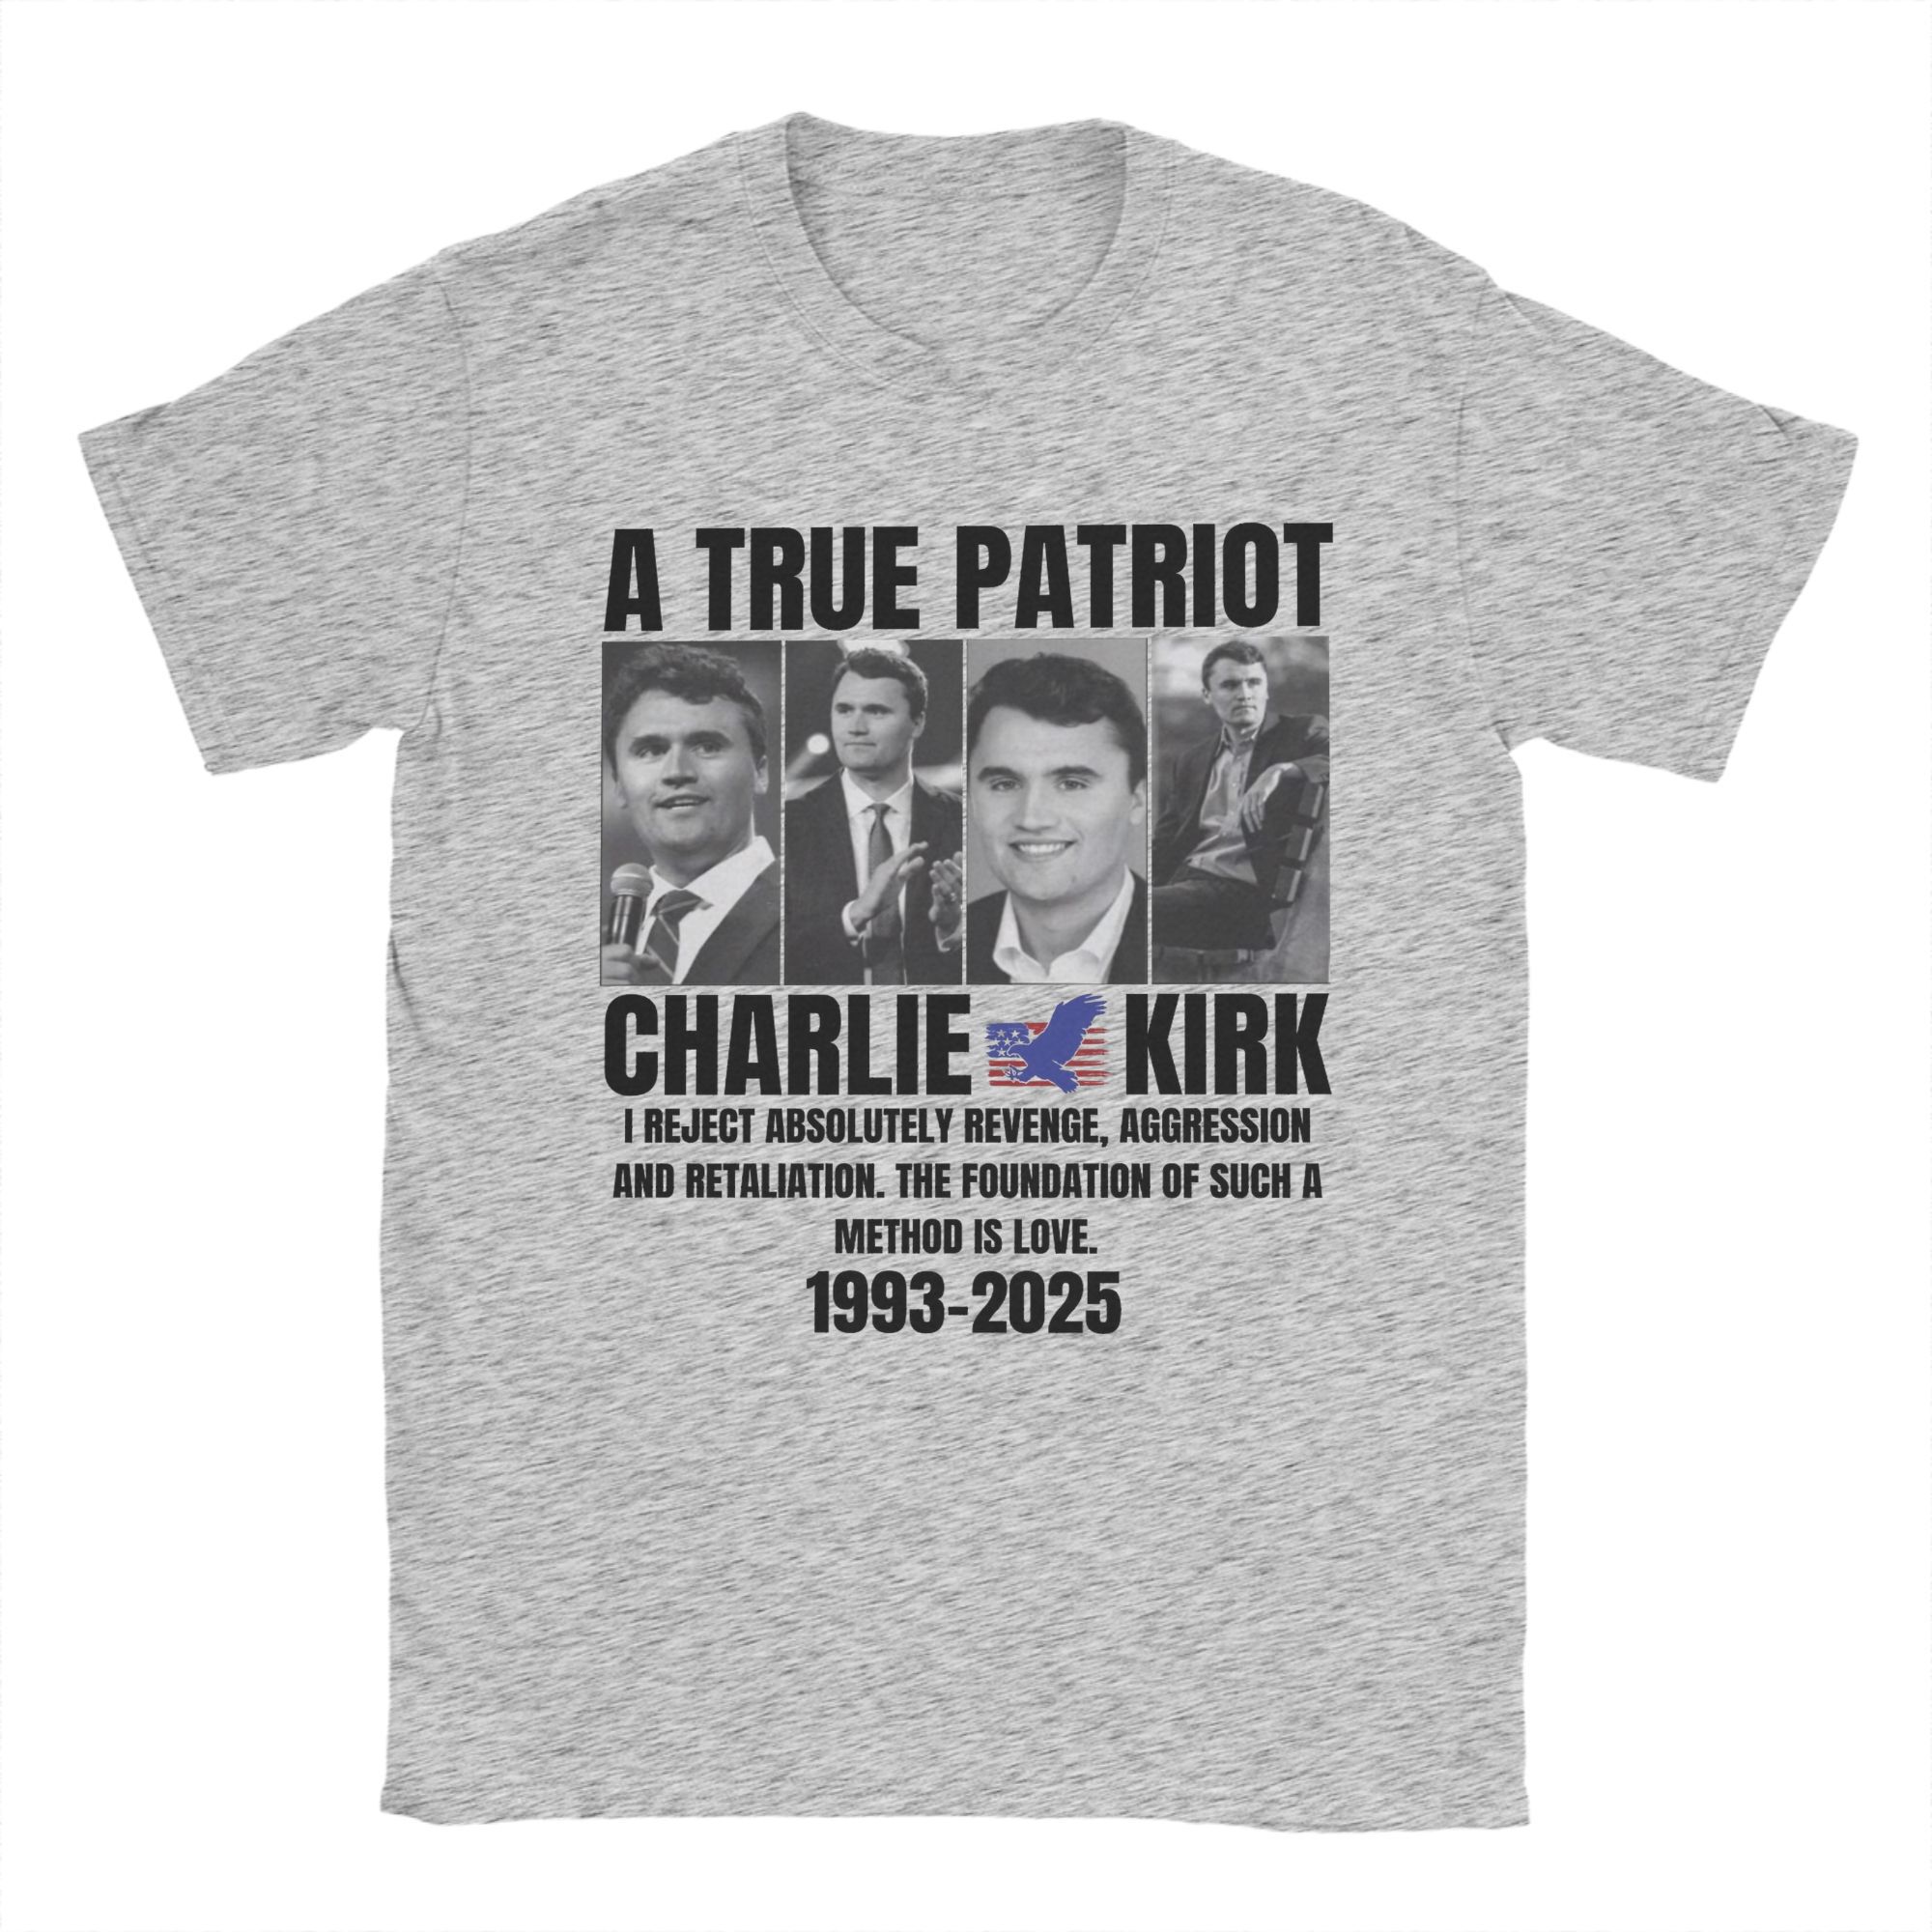 A TRUE PATRIOT
CHARLIE KIRK
I REJECT ABSOLUTELY REVENGE, AGGRESSION
AND RETALIATION. THE FOUNDATION OF SUCH A
METHOD IS LOVE.
1993-2025